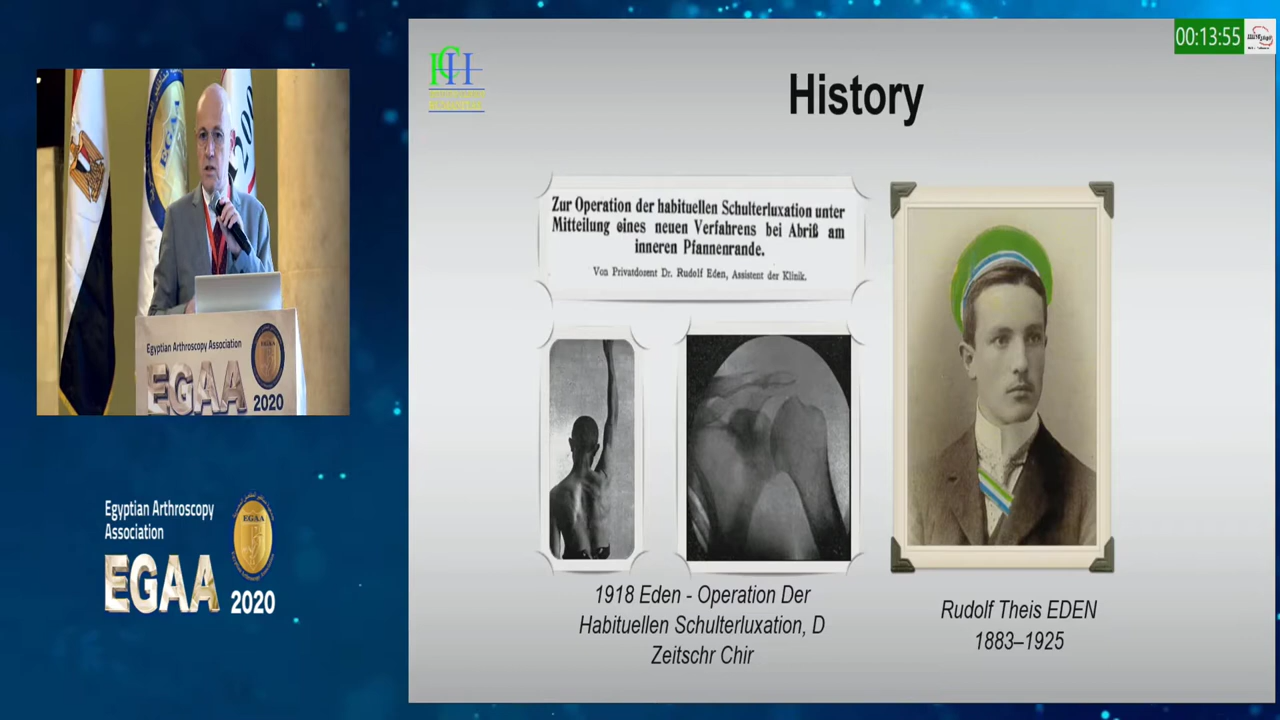 00:13:55
History
Zur Operation der habituellen Schulterluxation unter
Mitteilung eines neuen Verfahrens bei Abriß am
inneren Pfannenrande.
Von Privatdozent Dr. Rudolf Eden, Assistent der Klinik.
1918 Eden - Operation Der
Habituellen Schulterluxation, D
Zeitschr Chir
Rudolf Theis EDEN
1883–1925
EGAA
Egyptian Arthroscopy Association
EGAA
2020
Egyptian Arthroscopy
Association
EGAA
EGAA 2020